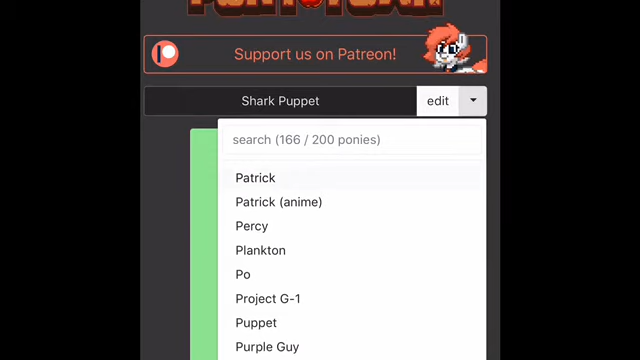 Support us on Patreon!
Shark Puppet
edit
search (166 / 200 ponies)
Patrick
Patrick (anime)
Percy
Plankton
Po
Project G-1
Puppet
Purple Guy